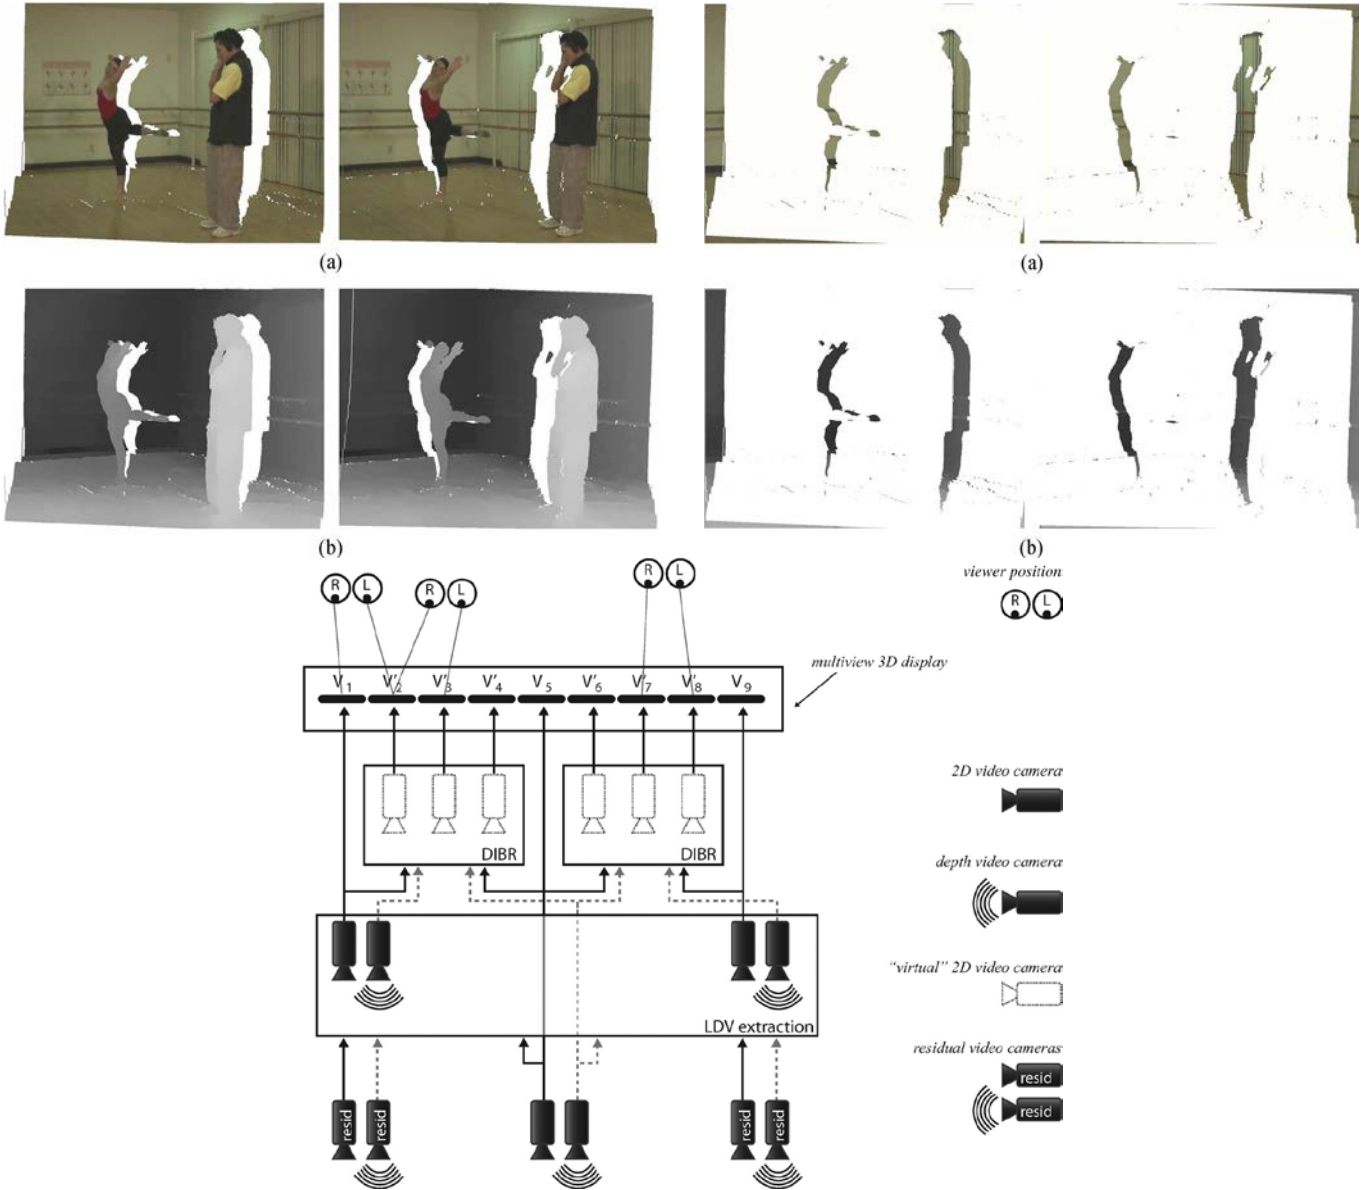 (a)
(a)
(b)
(b)
R L R L R L
viewer position
R L
multiview 3D display
V1 V'2 V'3 V'4 V5 V'6 V'7 V'8 V9
2D video camera
DIBR DIBR
depth video camera
"virtual" 2D video camera
LDV extraction
residual video cameras
resid
resid
resid resid resid resid